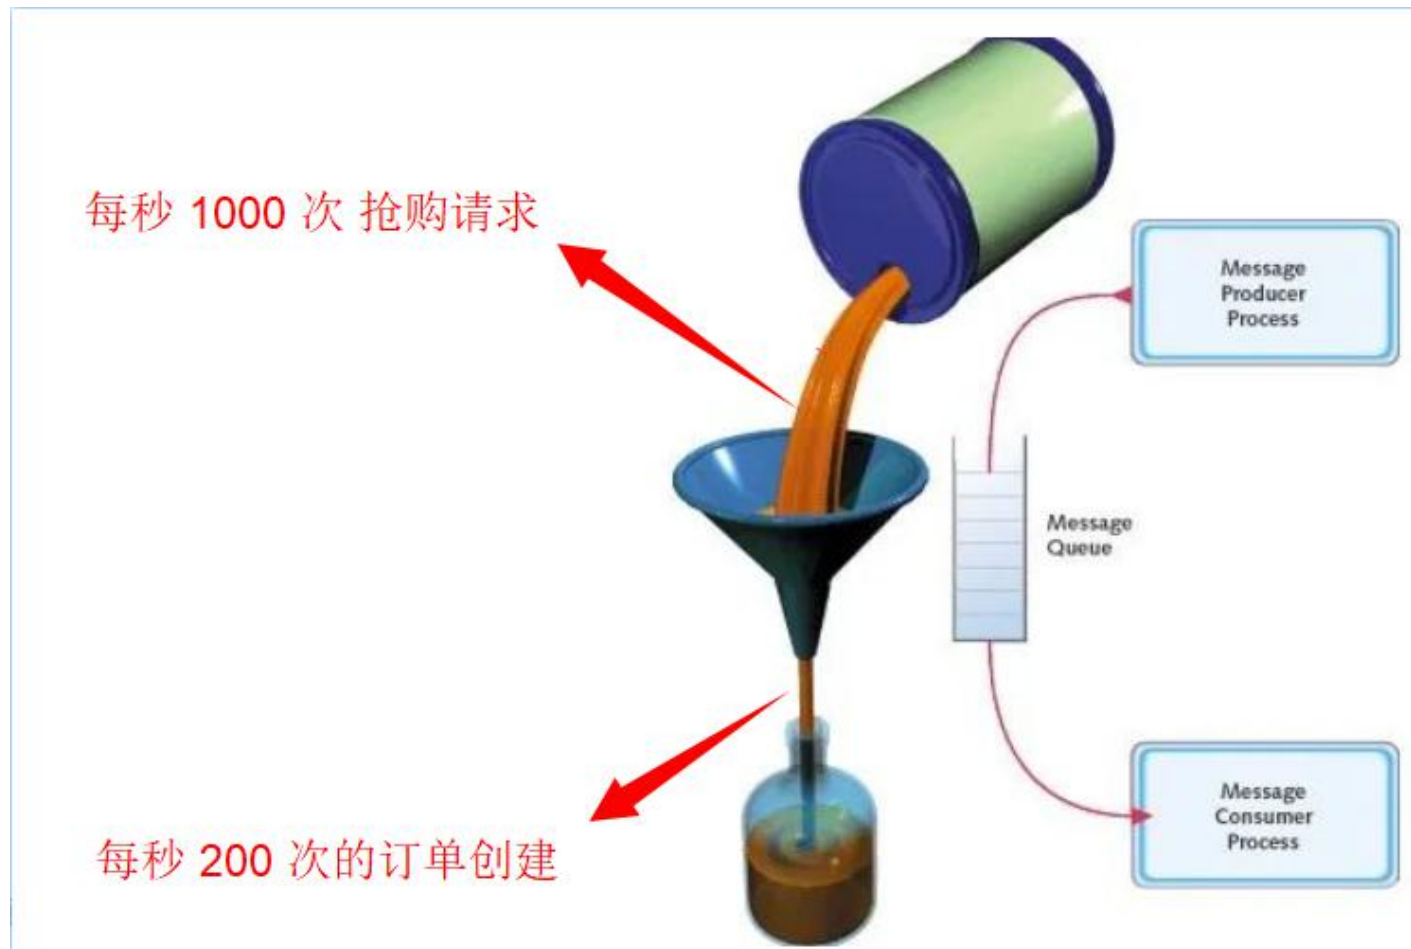 每秒 1000 次 抢购请求
Message
Producer
Process
Message
Queue
Message
Consumer
Process
每秒 200 次的订单创建